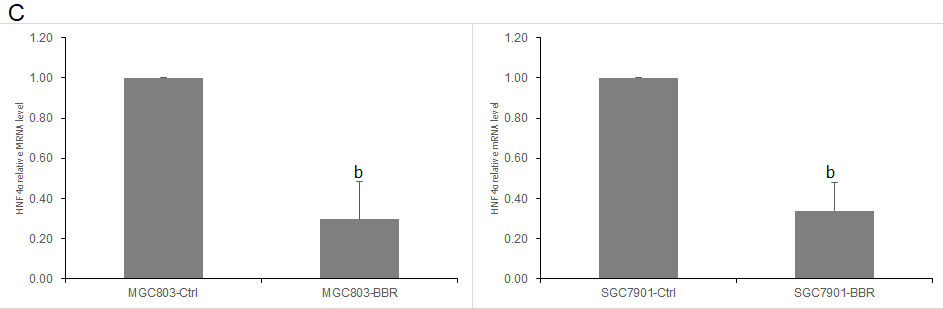 C
1.20
1.00
0.80
0.60
0.40
0.20
0.00
HNF4α relative MRNA level
b
MGC803-Ctrl
MGC803-BBR
1.20
1.00
0.80
0.60
0.40
0.20
0.00
HNF4α relative mRNA level
b
SGC7901-Ctrl
SGC7901-BBR